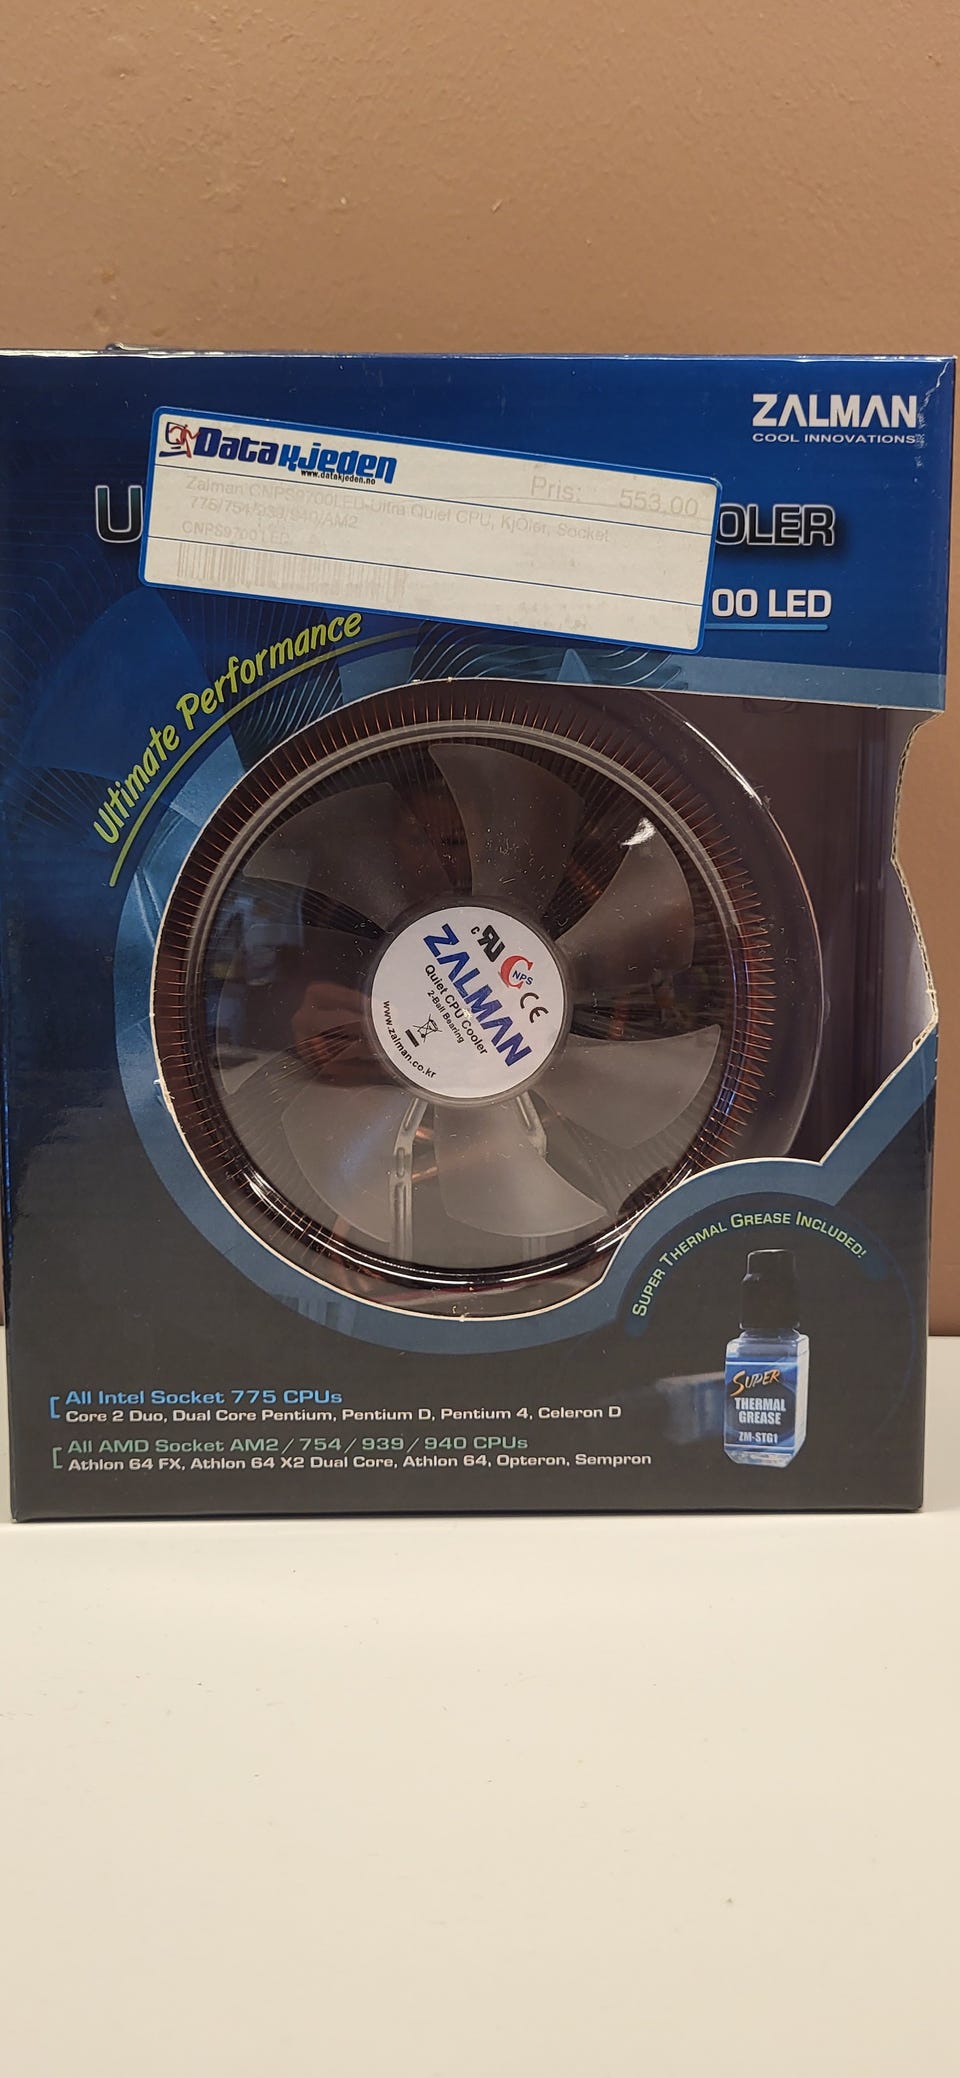 ZALMAN
COOL INNOVATIONS
Datakjeden
www.datakjeden.no
Pris: 553,00
Zalman CNPS9700LED Ultra Quiet CPU, KjÖler, Socket
775/754/939/940/AM2
CNPS9700 LED
U OLER
00 LED
Ultimate Performance
CNPS
CE
ZALMAN
Quiet CPU Cooler
2-Ball Bearing
www.zalman.co.kr
SUPER THERMAL GREASE INCLUDED!
SUPER
THERMAL
GREASE
ZM-STG1
All Intel Socket 775 CPUs
Core 2 Duo, Dual Core Pentium, Pentium D, Pentium 4, Celeron D
All AMD Socket AM2 / 754 / 939 / 940 CPUs
Athlon 64 FX, Athlon 64 X2 Dual Core, Athlon 64, Opteron, Sempron